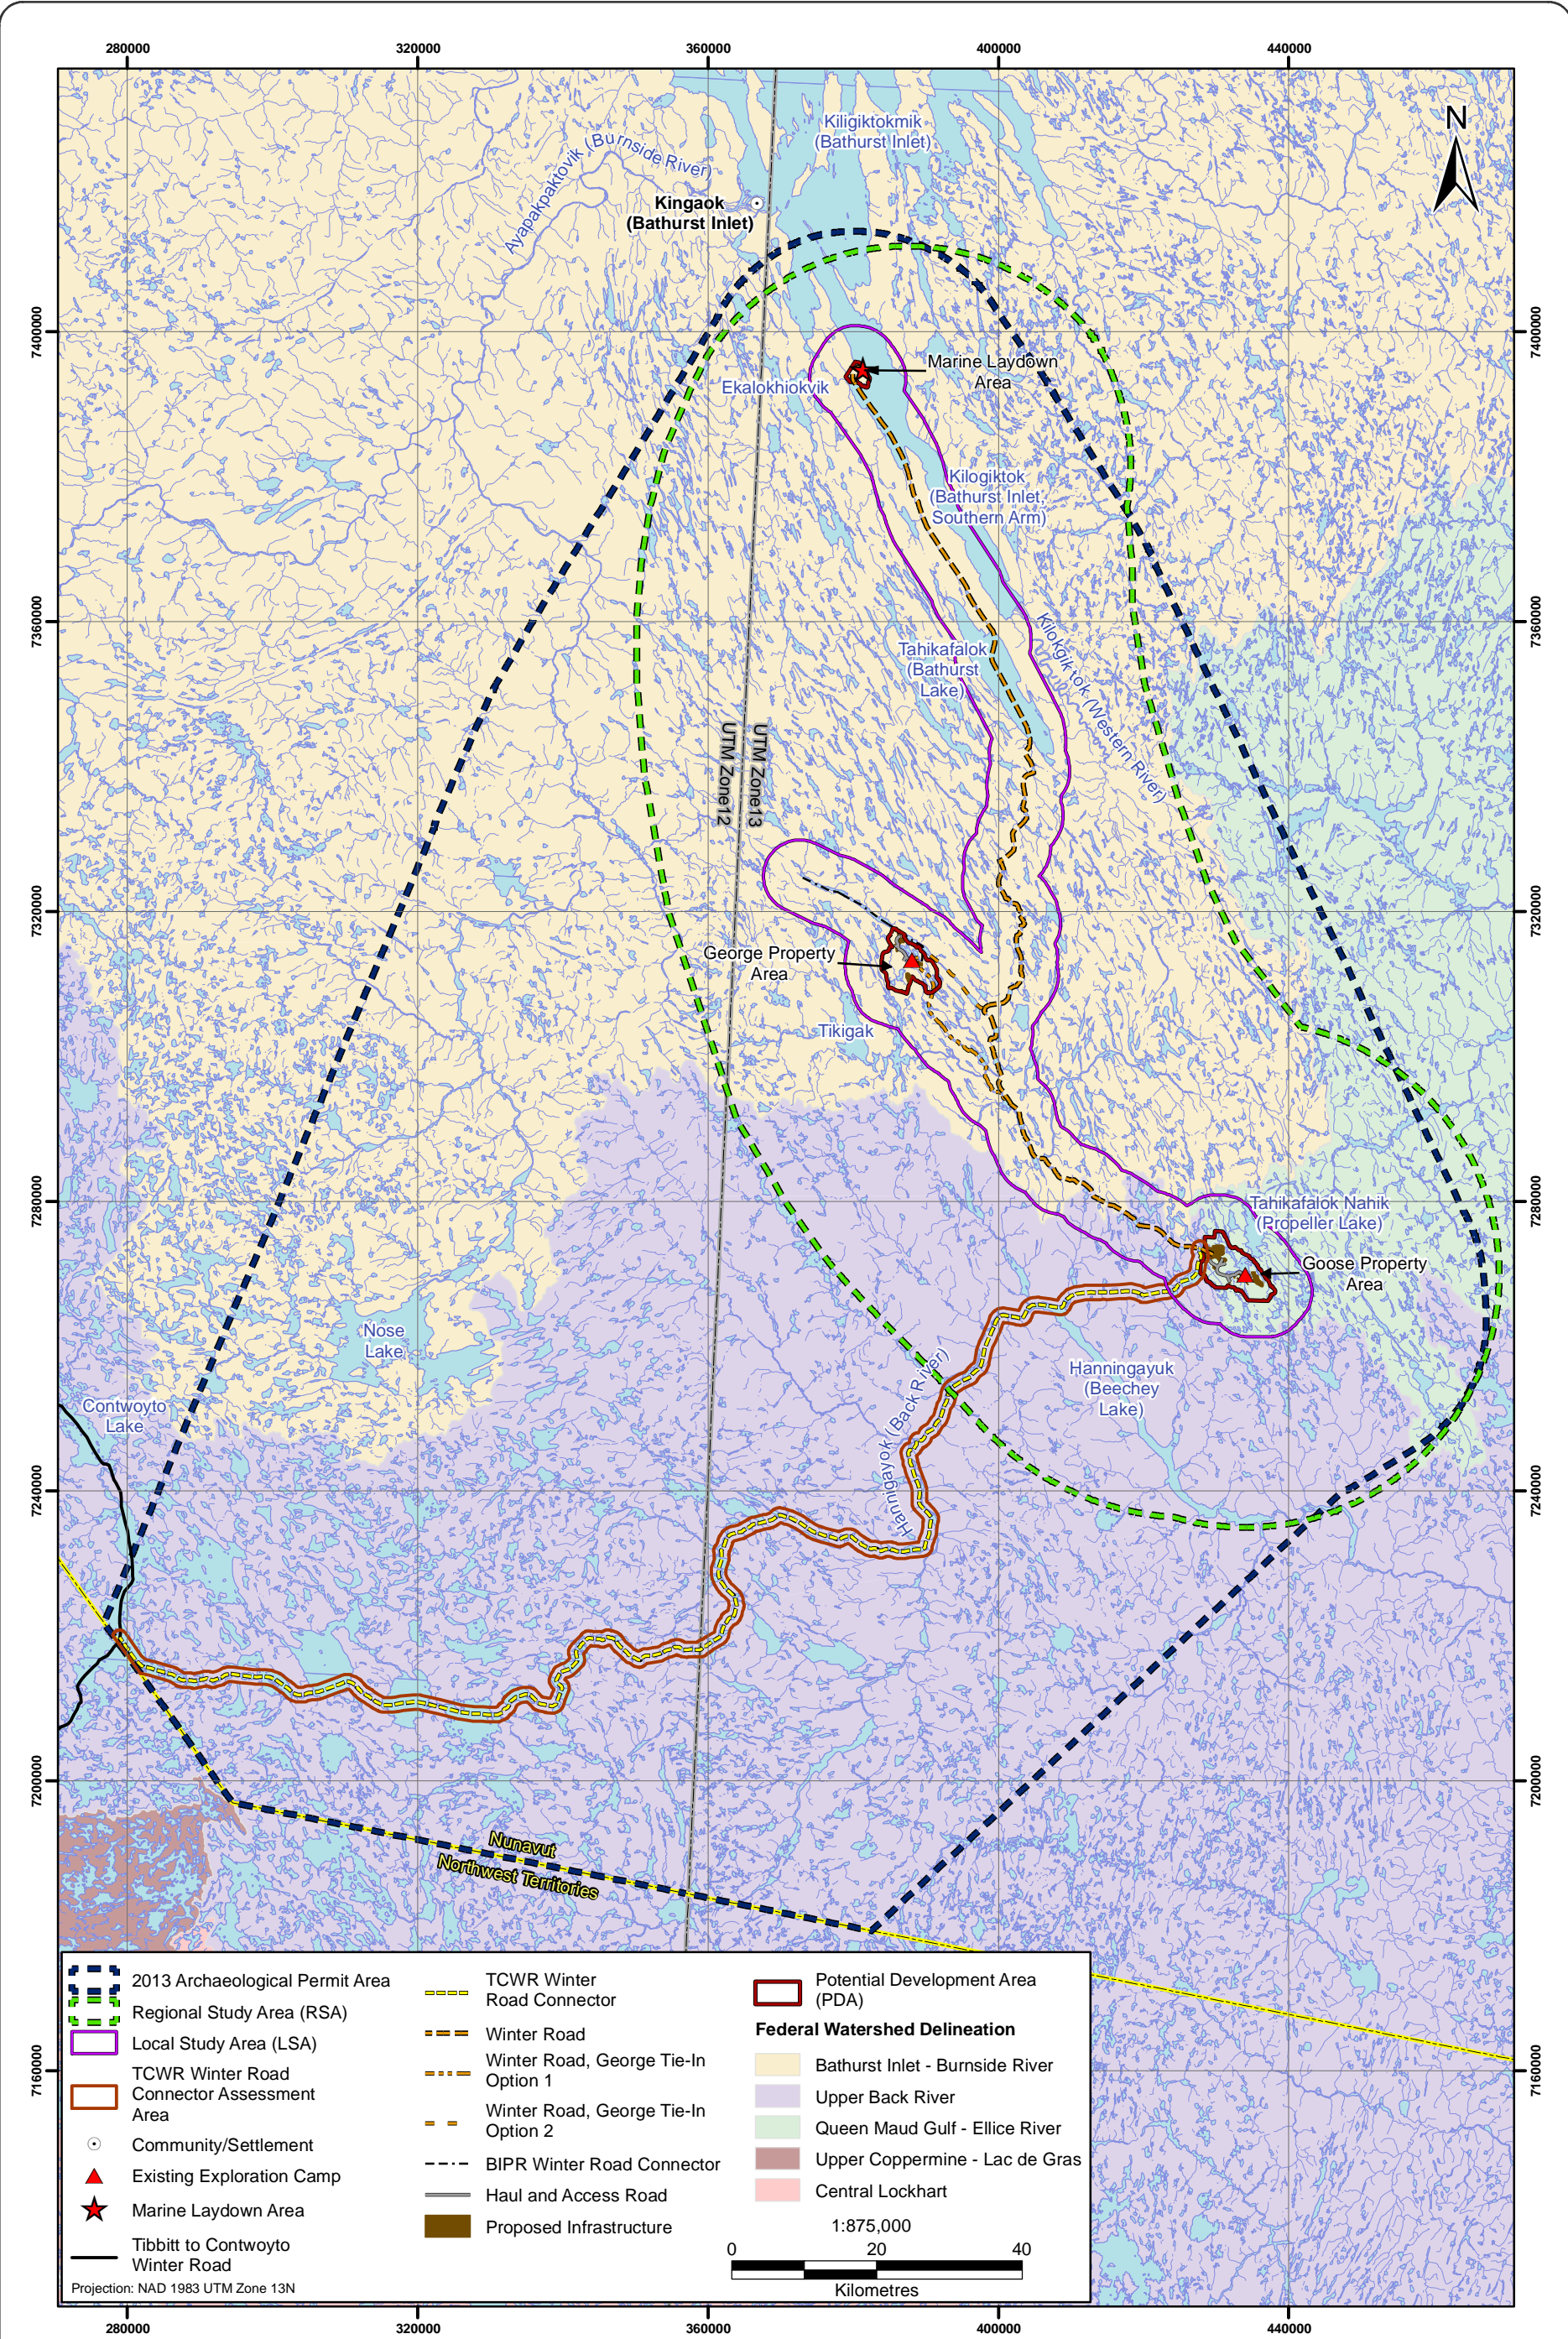 280000
320000
360000
400000
440000
N
Kiligiktokmik
(Bathurst Inlet)
Ayapakpaktovik (Burnside River)
Kingaok
(Bathurst Inlet)
7400000
7400000
Marine Laydown
Area
Ekalokhiokvik
Kilogiktok
(Bathurst Inlet,
Southern Arm)
7360000
7360000
Kilokgik tok (Western River)
Tahikafalok
(Bathurst
Lake)
UTM Zone12
UTM Zone13
7320000
7320000
George Property
Area
Tikigak
7280000
7280000
Tahikafalok Nahik
(Propeller Lake)
Goose Property
Area
Nose
Lake
Hanningayuk
(Beechey
Lake)
Contwoyto
Lake
Hanningayok (Back River)
7240000
7240000
7200000
7200000
Nunavut
Northwest Territories
7160000
7160000
2013 Archaeological Permit Area
Regional Study Area (RSA)
Local Study Area (LSA)
TCWR Winter Road
Connector Assessment
Area
Community/Settlement
Existing Exploration Camp
Marine Laydown Area
Tibbitt to Contwoyto
Winter Road
Projection: NAD 1983 UTM Zone 13N
TCWR Winter
Road Connector
Winter Road
Winter Road, George Tie-In
Option 1
Winter Road, George Tie-In
Option 2
BIPR Winter Road Connector
Haul and Access Road
Proposed Infrastructure
Potential Development Area
(PDA)
Federal Watershed Delineation
Bathurst Inlet - Burnside River
Upper Back River
Queen Maud Gulf - Ellice River
Upper Coppermine - Lac de Gras
Central Lockhart
1:875,000
0 20 40
Kilometres
280000
320000
360000
400000
440000